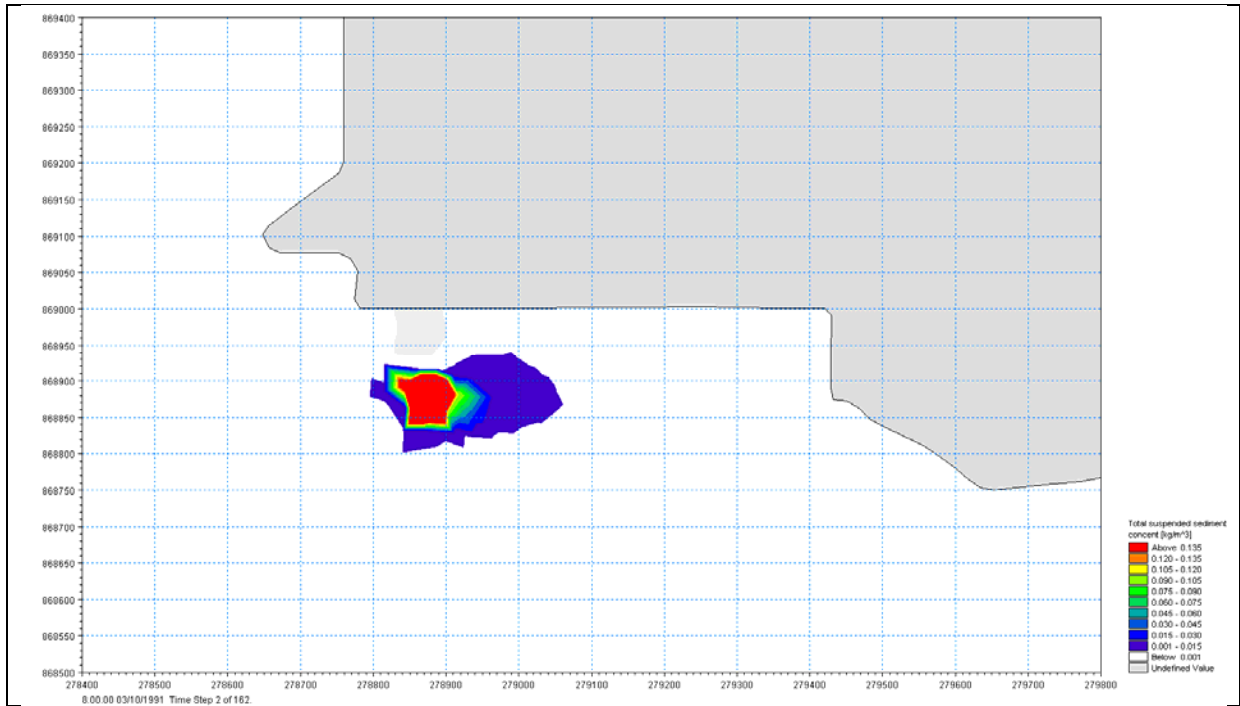 869400
869350
869300
869250
869200
869150
869100
869050
869000
868950
868900
868850
868800
868750
868700
868650
868600
868550
868500
278400 278500 278600 278700 278800 278900 279000 279100 279200 279300 279400 279500 279600 279700 279800
8.00.00 03/10/1991 Time Step 2 of 162.
Total suspended sediment
concent [kg/m^3]
Above 0.135
0.120 - 0.135
0.105 - 0.120
0.090 - 0.105
0.075 - 0.090
0.060 - 0.075
0.045 - 0.060
0.030 - 0.045
0.015 - 0.030
0.001 - 0.015
Below 0.001
Undefined Value